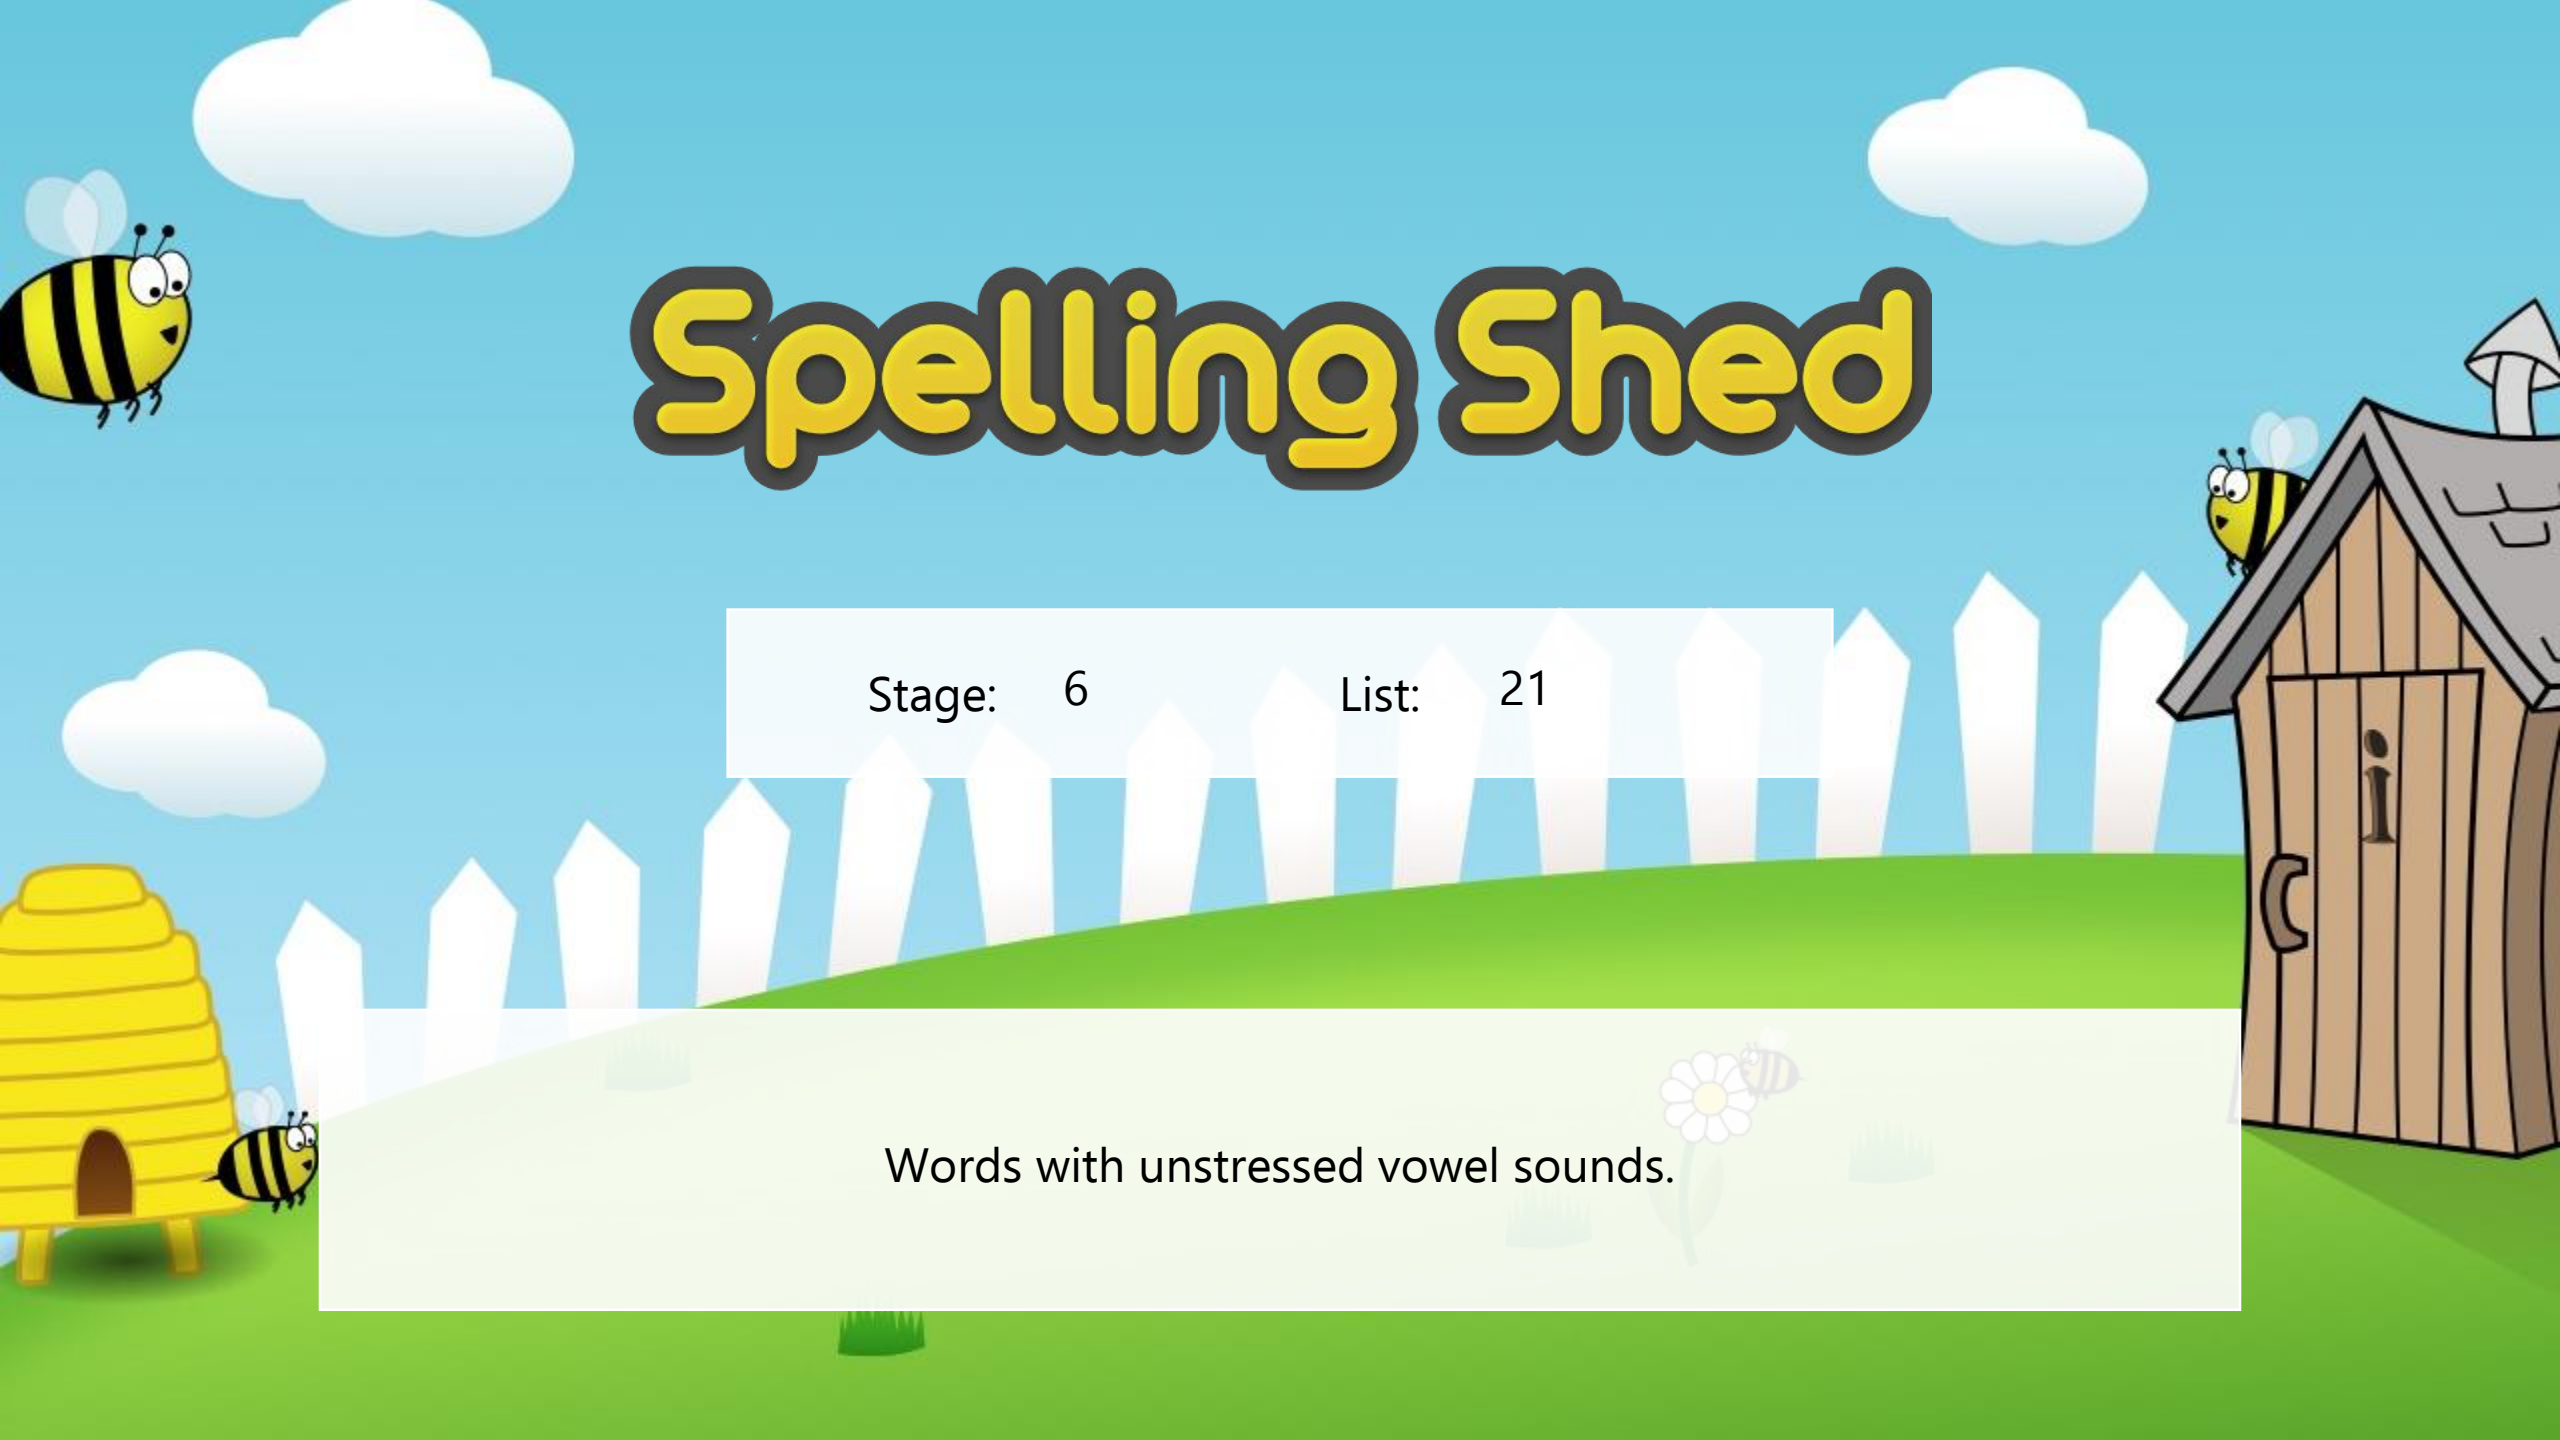 Spelling Shed
Stage: 6 List: 21
i
Words with unstressed vowel sounds.